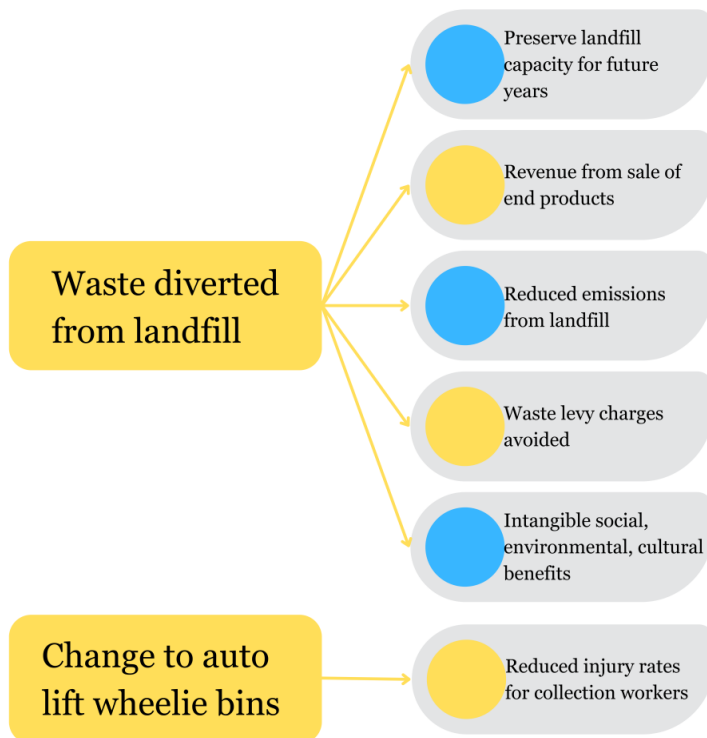 Preserve landfill
capacity for future
years
Revenue from sale of
end products
Waste diverted
from landfill
Reduced emissions
from landfill
Waste levy charges
avoided
Intangible social,
environmental, cultural
benefits
Change to auto
lift wheelie bins
Reduced injury rates
for collection workers